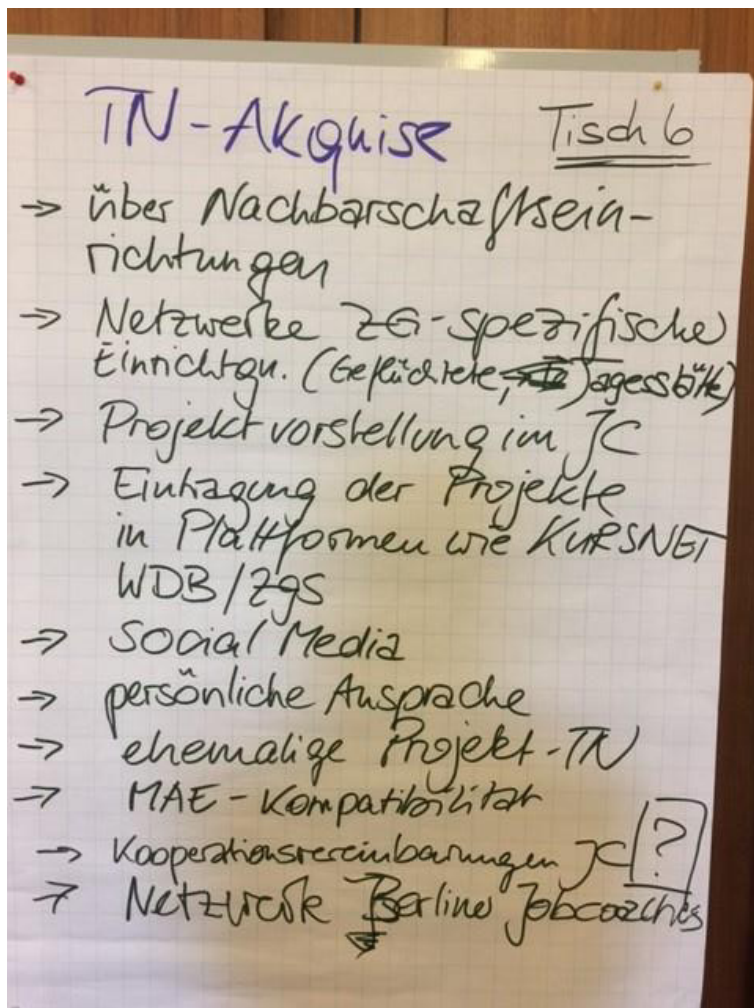 TN-Akquise Tisch 6
→ über Nachbarschaftsein-
richtungen
→ Netzwerke ZG-spezifische
Einrichtgn. (Geflüchtete, Tagesstätte)
→ Projektvorstellung im JC
→ Eintragung der Projekte
in Plattformen wie KURSNET
WDB/zgs
→ Social Media
→ persönliche Ansprache
→ ehemalige Projekt-TN
→ MAE-Kompatibilität
→ Kooperationsvereinbarungen JC ?
→ Netzwerk Berliner Jobcoaches